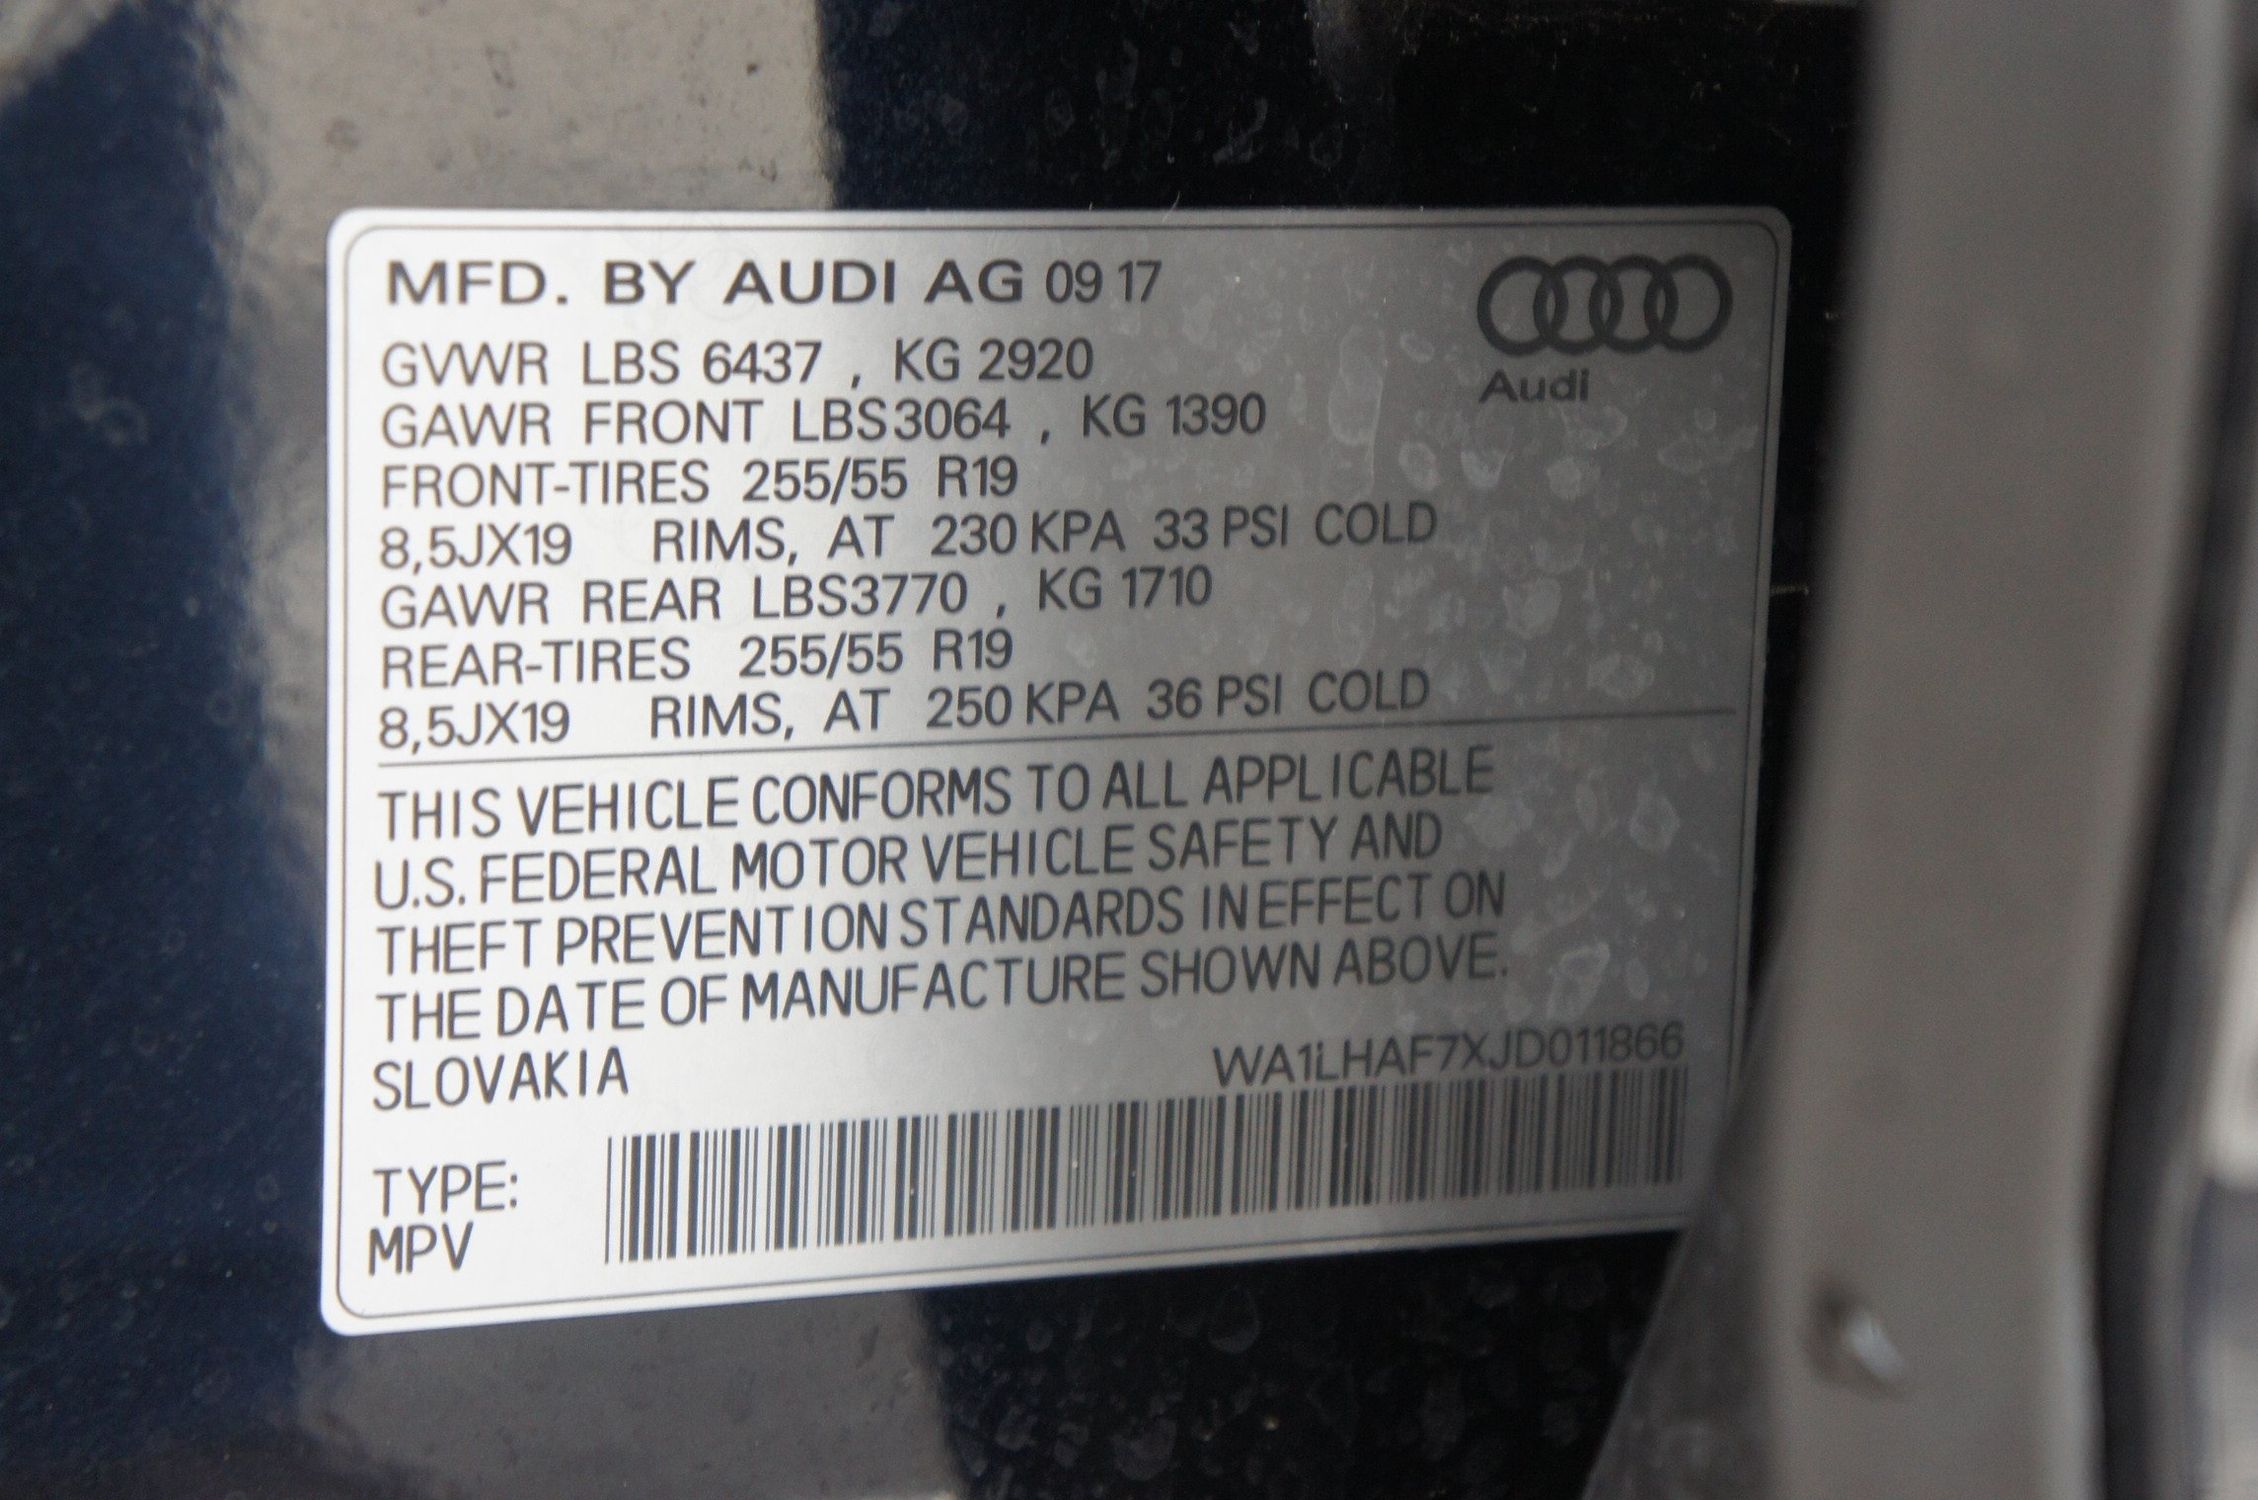 MFD. BY AUDI AG 09 17
GVWR LBS 6437 , KG 2920
GAWR FRONT LBS3064 , KG 1390
FRONT-TIRES 255/55 R19
8,5JX19 RIMS, AT 230 KPA 33 PSI COLD
GAWR REAR LBS3770 , KG 1710
REAR-TIRES 255/55 R19
8,5JX19 RIMS, AT 250 KPA 36 PSI COLD
Audi
THIS VEHICLE CONFORMS TO ALL APPLICABLE
U.S. FEDERAL MOTOR VEHICLE SAFETY AND
THEFT PREVENTION STANDARDS IN EFFECT ON
THE DATE OF MANUFACTURE SHOWN ABOVE.
SLOVAKIA
WA1LHAF7XJD011866
TYPE:
MPV